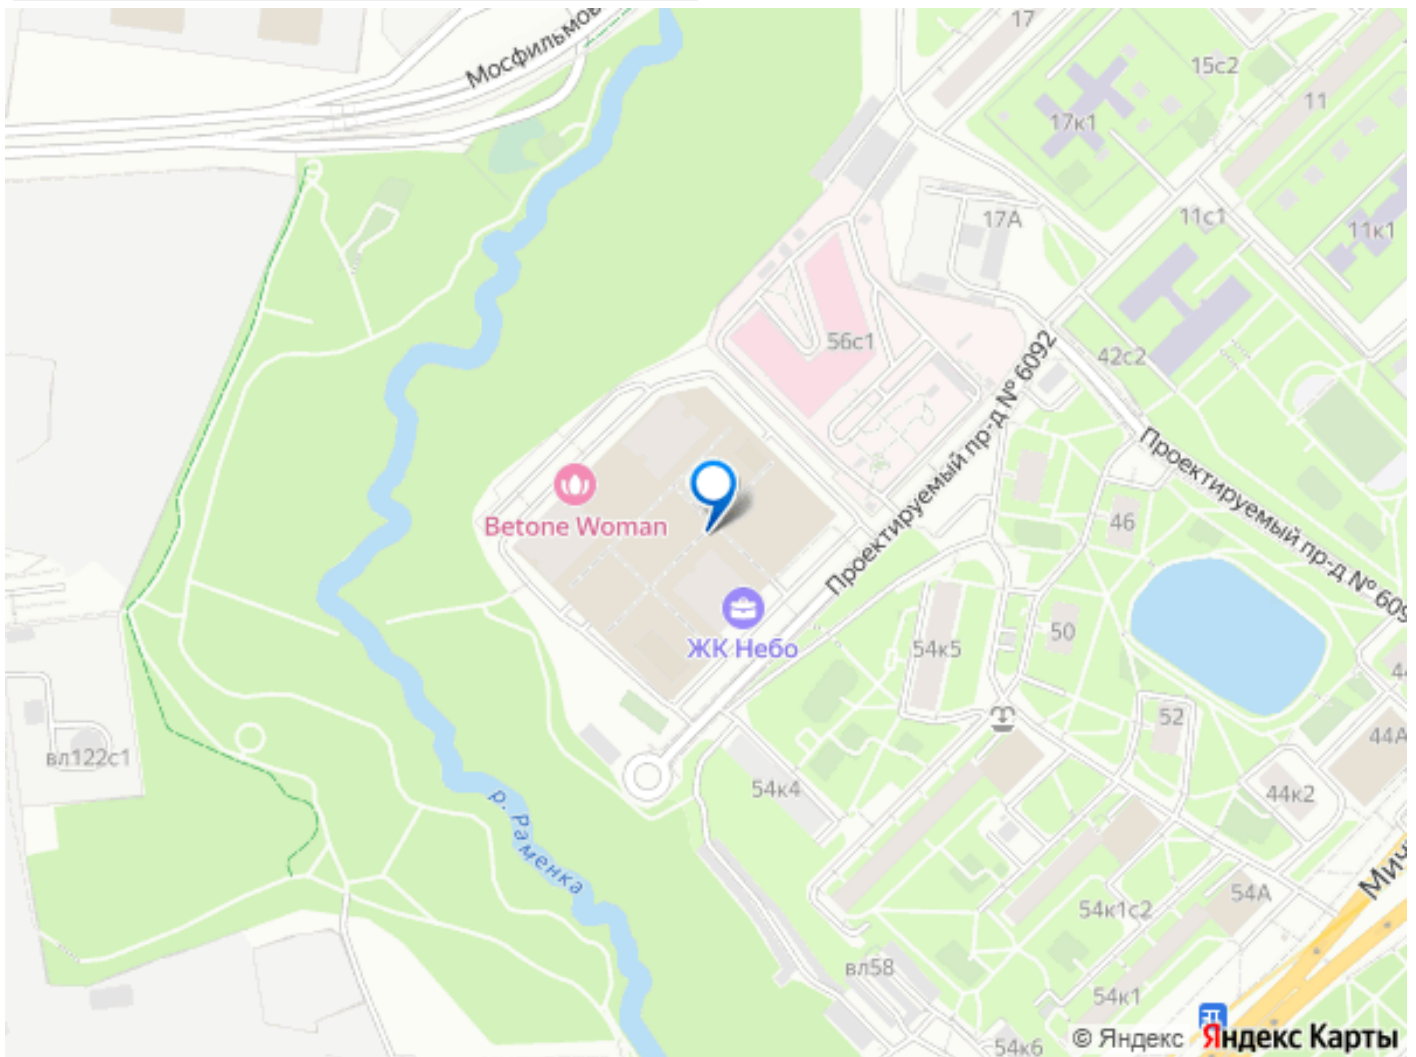 17
15с2
Мосфильмов
11
17к1
11с1
17А
11к1
56с1
42с2
Проектируемый пр-д № 6092
Проектируемый пр-д № 609
Betone Woman
46
ЖК Небо
50
54к5
44
52
44А
вл122с1
54к4
44к2
р. Раменка
Мич
54А
54к1с2
вл58
54к1
54к6
© Яндекс Яндекс Карты